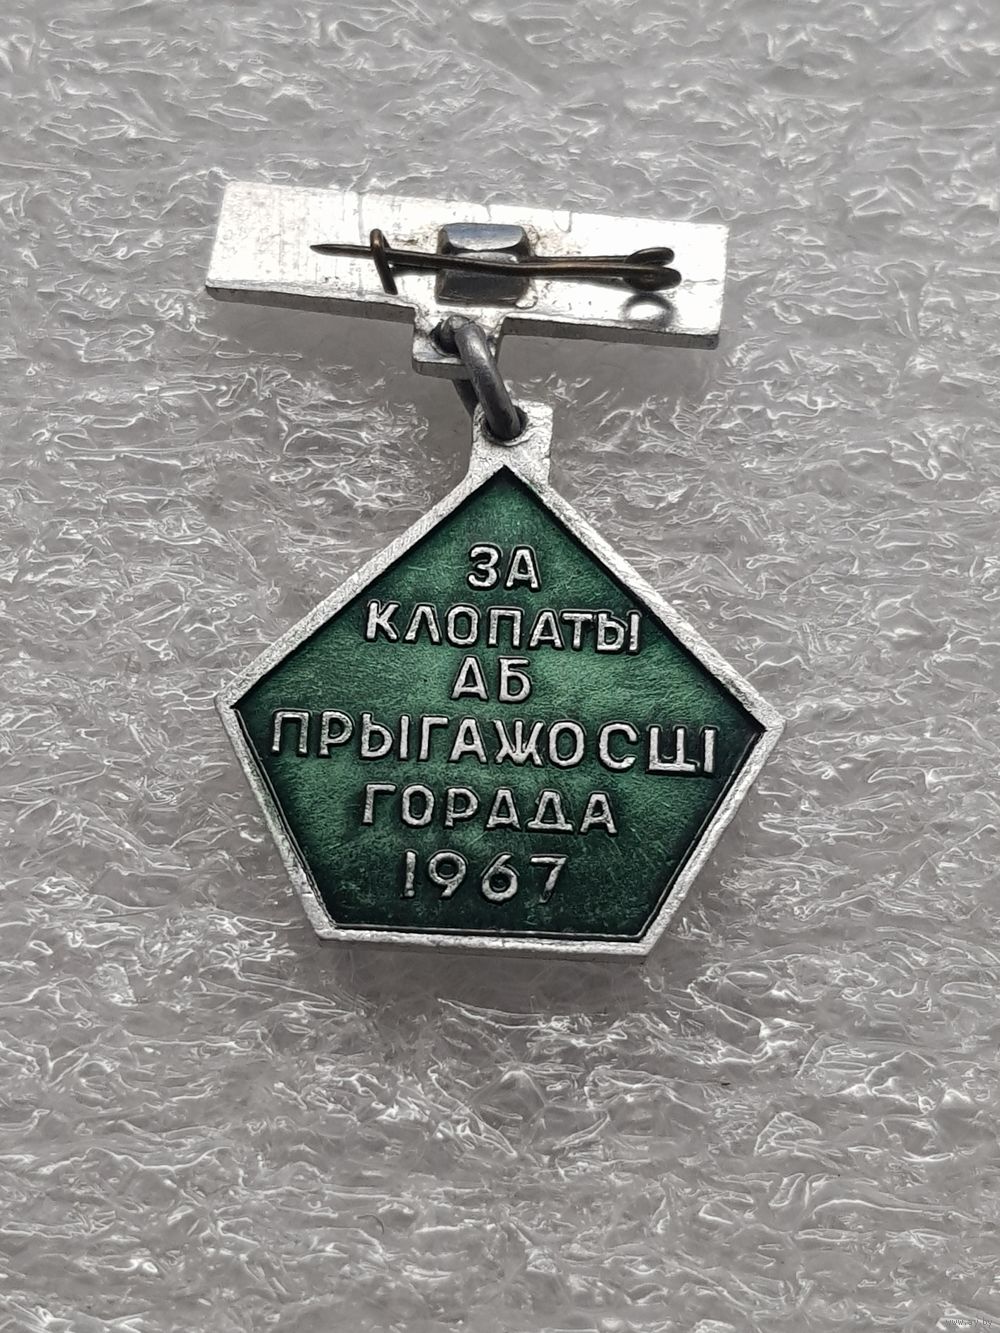 ЗА
КЛОПАТЫ
АБ
ПРЫГАЖОСЦІ
ГОРАДА
1967